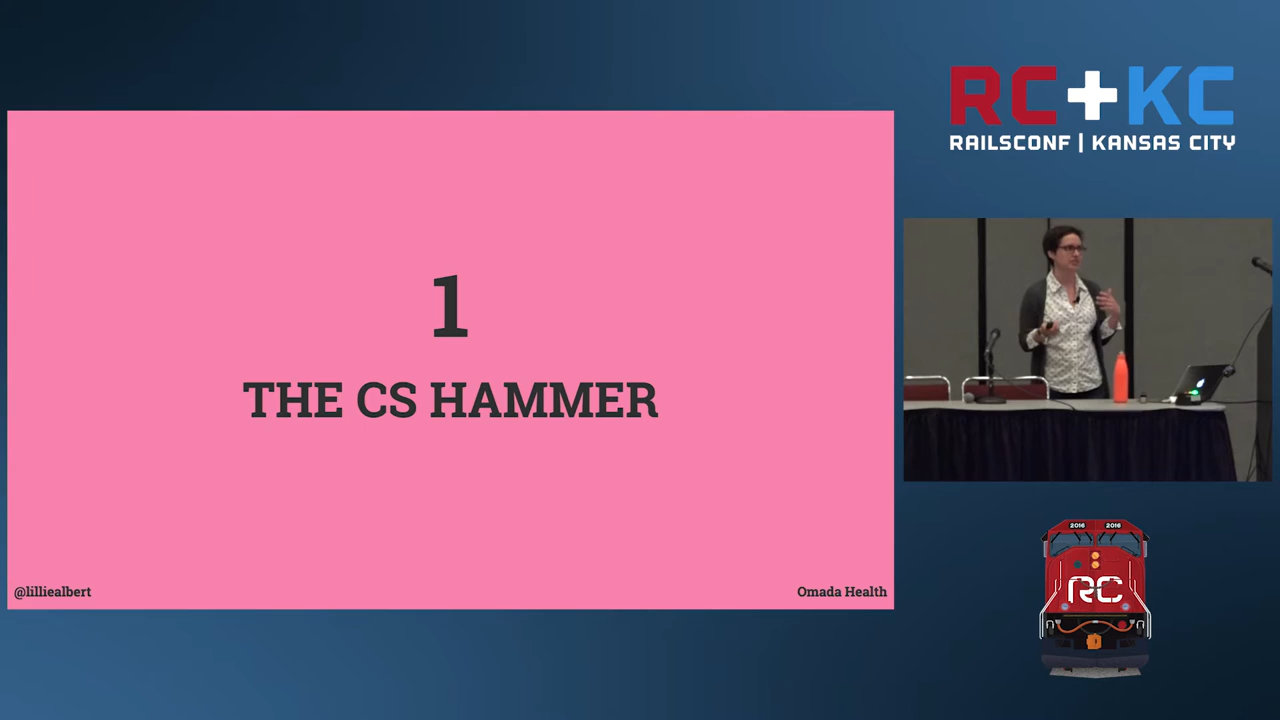 1
THE CS HAMMER
@lilliealbert
Omada Health
RC+KC
RAILSCONF | KANSAS CITY
2016 2016
RC